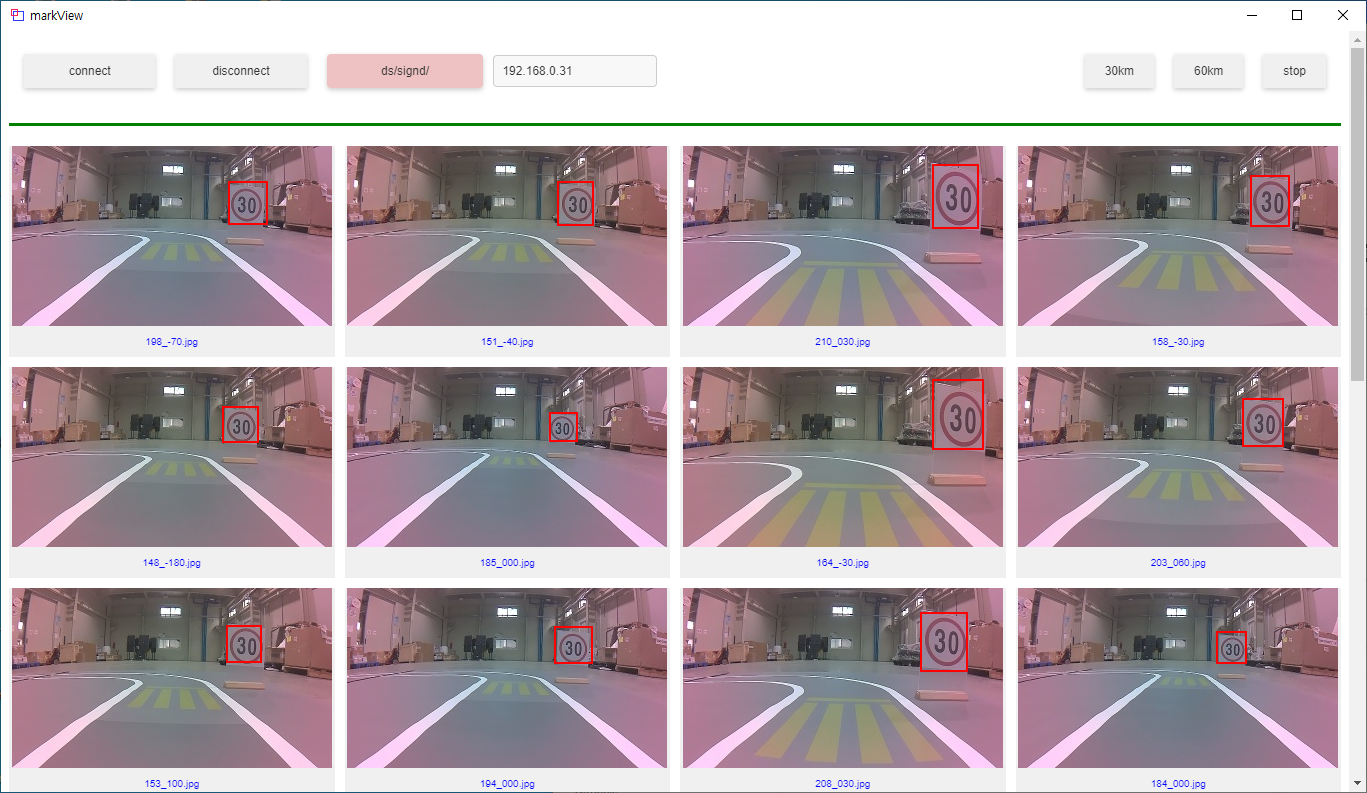 markView
connect disconnect ds/signd/ 192.168.0.31 30km 60km stop
30 30 30 30
198_-70.jpg 151_-40.jpg 210_030.jpg 158_-30.jpg
30 30 30 30
148_-180.jpg 185_000.jpg 164_-30.jpg 203_060.jpg
30 30 30 30
153_100.jpg 194_000.jpg 208_030.jpg 184_000.jpg